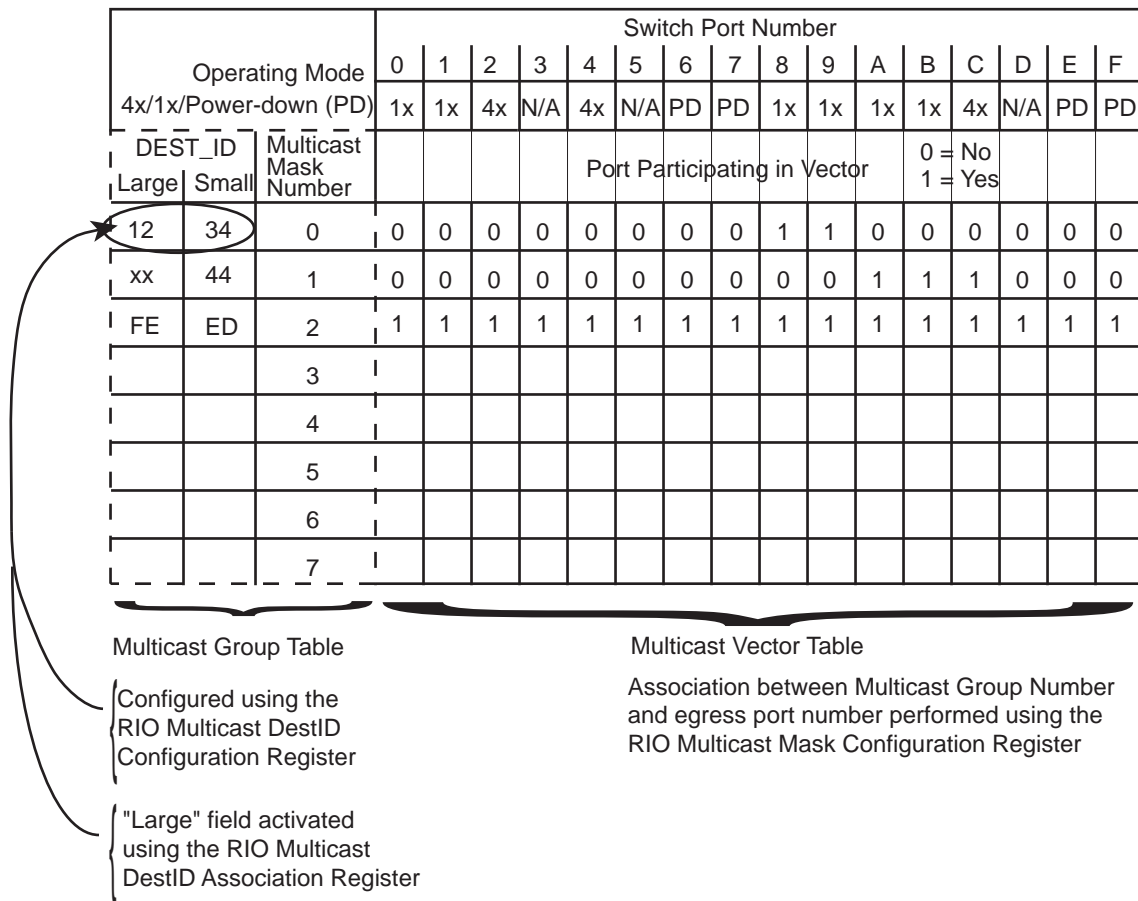 Switch Port Number
Operating Mode 0 1 2 3 4 5 6 7 8 9 A B C D E F
4x/1x/Power-down (PD) 1x 1x 4x N/A 4x N/A PD PD 1x 1x 1x 1x 4x N/A PD PD
DEST_ID
Large Small
Multicast
Mask
Number
Port Participating in Vector
0 = No
1 = Yes
12 34 0 0 0 0 0 0 0 0 0 1 1 0 0 0 0 0 0
xx 44 1 0 0 0 0 0 0 0 0 0 0 1 1 1 0 0 0
FE ED 2 1 1 1 1 1 1 1 1 1 1 1 1 1 1 1 1
3
4
5
6
7
Multicast Group Table
Configured using the
RIO Multicast DestID
Configuration Register
"Large" field activated
using the RIO Multicast
DestID Association Register
Multicast Vector Table
Association between Multicast Group Number
and egress port number performed using the
RIO Multicast Mask Configuration Register